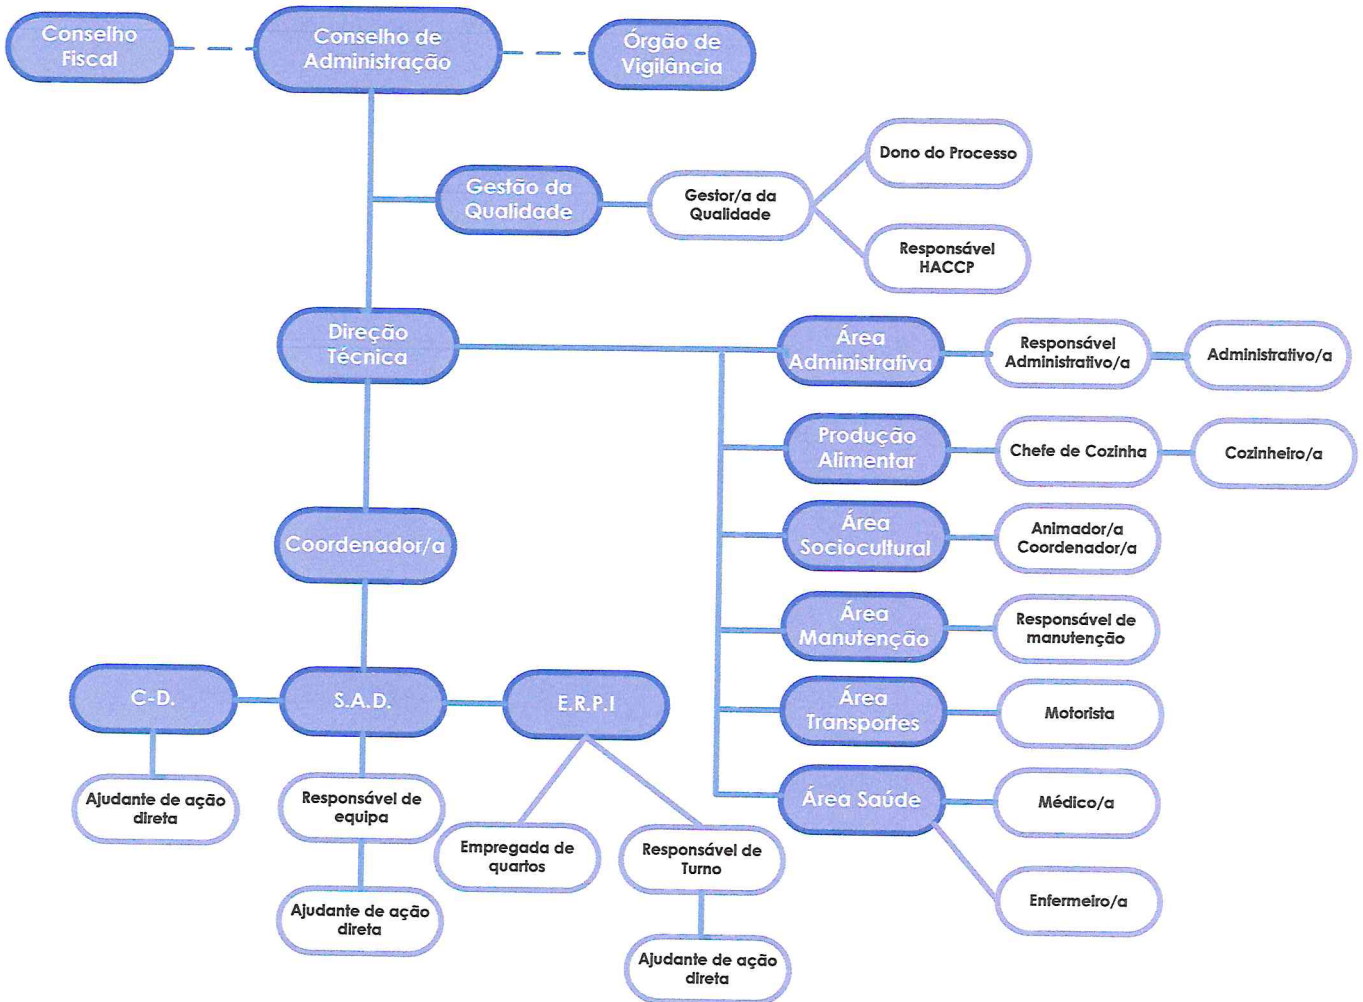 Conselho
Fiscal
Conselho de
Administração
Órgão de
Vigilância
Gestão da
Qualidade
Gestor/a da
Qualidade
Dono do Processo
Responsável
HACCP
Direção
Técnica
Área
Administrativa
Responsável
Administrativo/a
Administrativo/a
Produção
Alimentar
Chefe de Cozinha
Cozinheiro/a
Área
Sociocultural
Animador/a
Coordenador/a
Coordenador/a
Área
Manutenção
Responsável de
manutenção
C-D.
S.A.D.
E.R.P.I
Área
Transportes
Motorista
Ajudante de ação
direta
Responsável de
equipa
Área Saúde
Médico/a
Empregada de
quartos
Responsável de
Turno
Enfermeiro/a
Ajudante de ação
direta
Ajudante de ação
direta